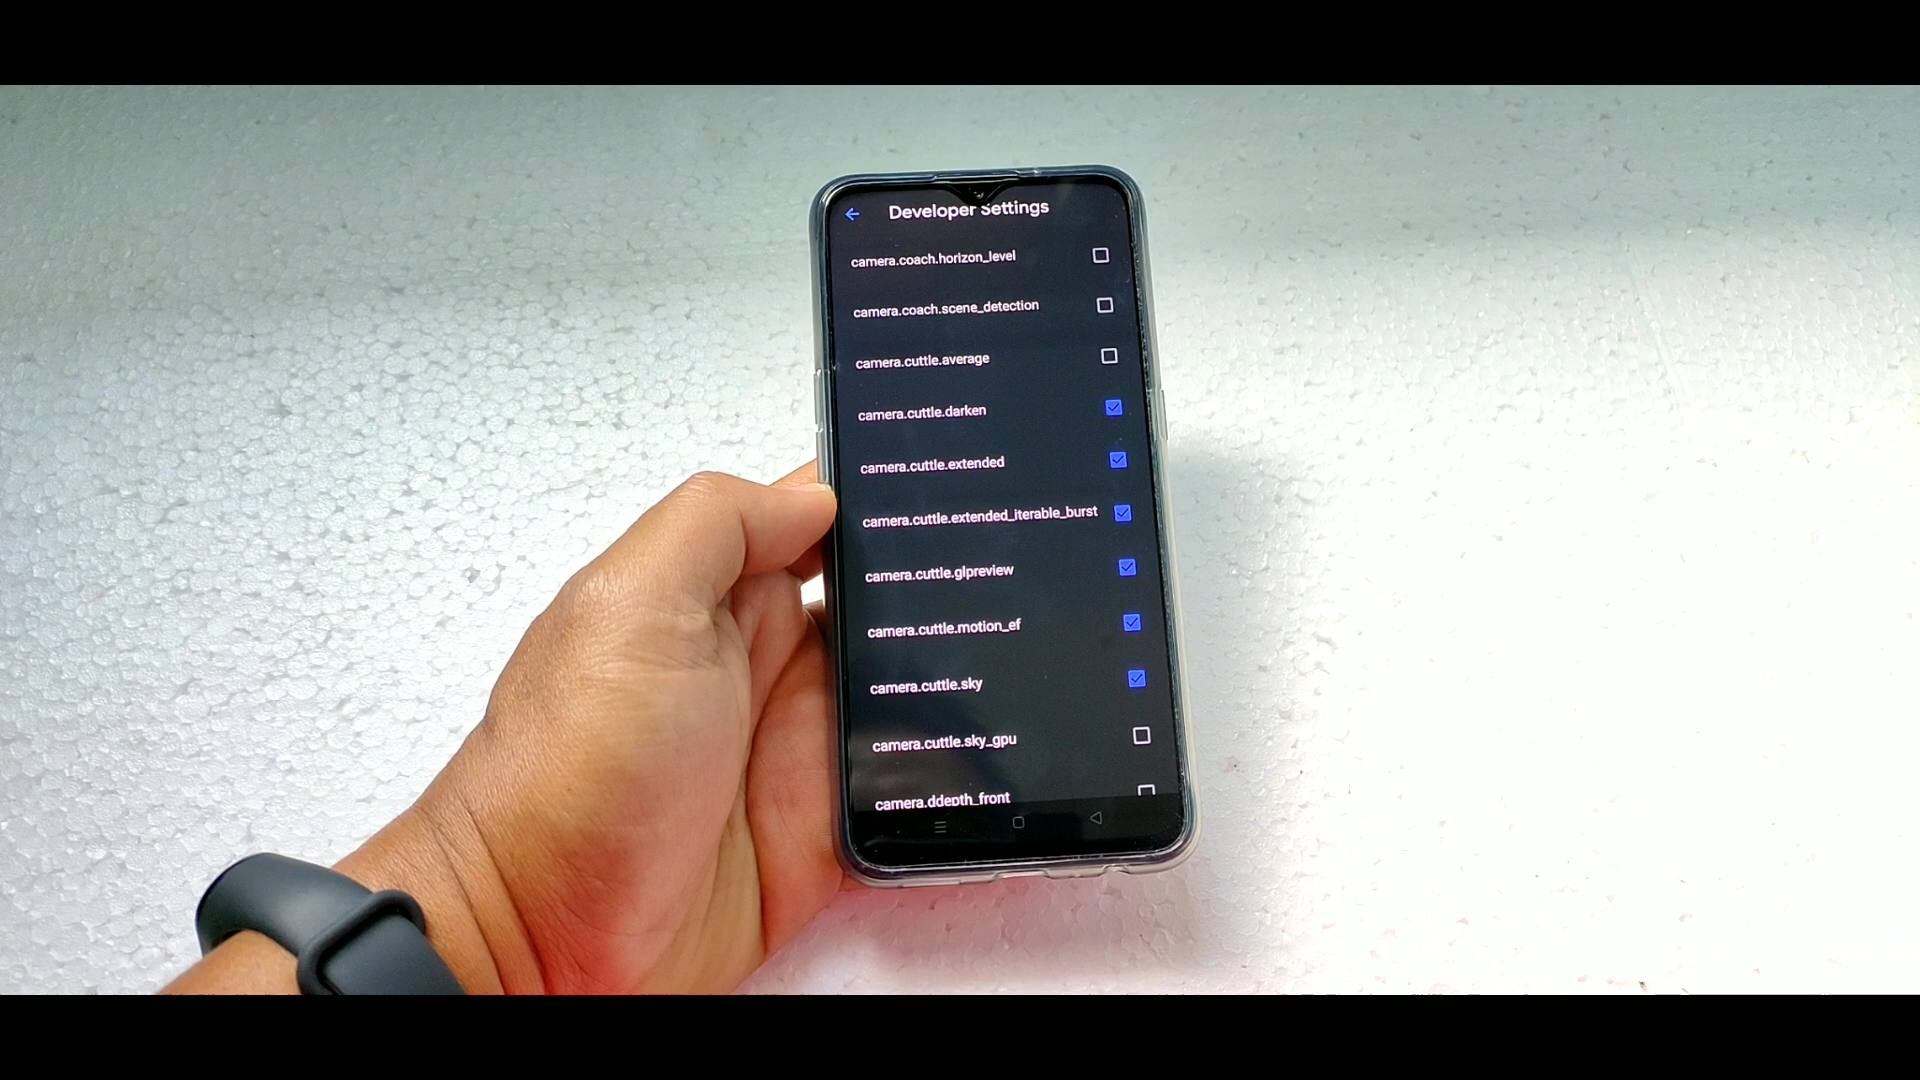 Developer Settings
camera.coach.horizon_level
camera.coach.scene_detection
camera.cuttle.average
camera.cuttle.darken
camera.cuttle.extended
camera.cuttle.extended_iterable_burst
camera.cuttle.glpreview
camera.cuttle.motion_ef
camera.cuttle.sky
camera.cuttle.sky_gpu
camera.ddepth_front